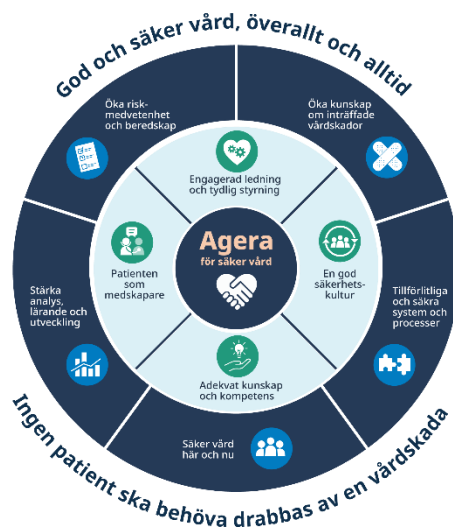 God och säker vård, överallt och alltid
Öka risk-
medvetenhet
och beredskap
Öka kunskap
om inträffade
vårdskador
Engagerad ledning
och tydlig styrning
Agera
för säker vård
Patienten
som
medskapare
En god
säkerhets-
kultur
Stärka
analys,
lärande och
utveckling
Tillförlitliga
och säkra
system och
processer
Adekvat kunskap
och kompetens
Säker vård
här och nu
Ingen patient ska behöva drabbas av en vårdskada